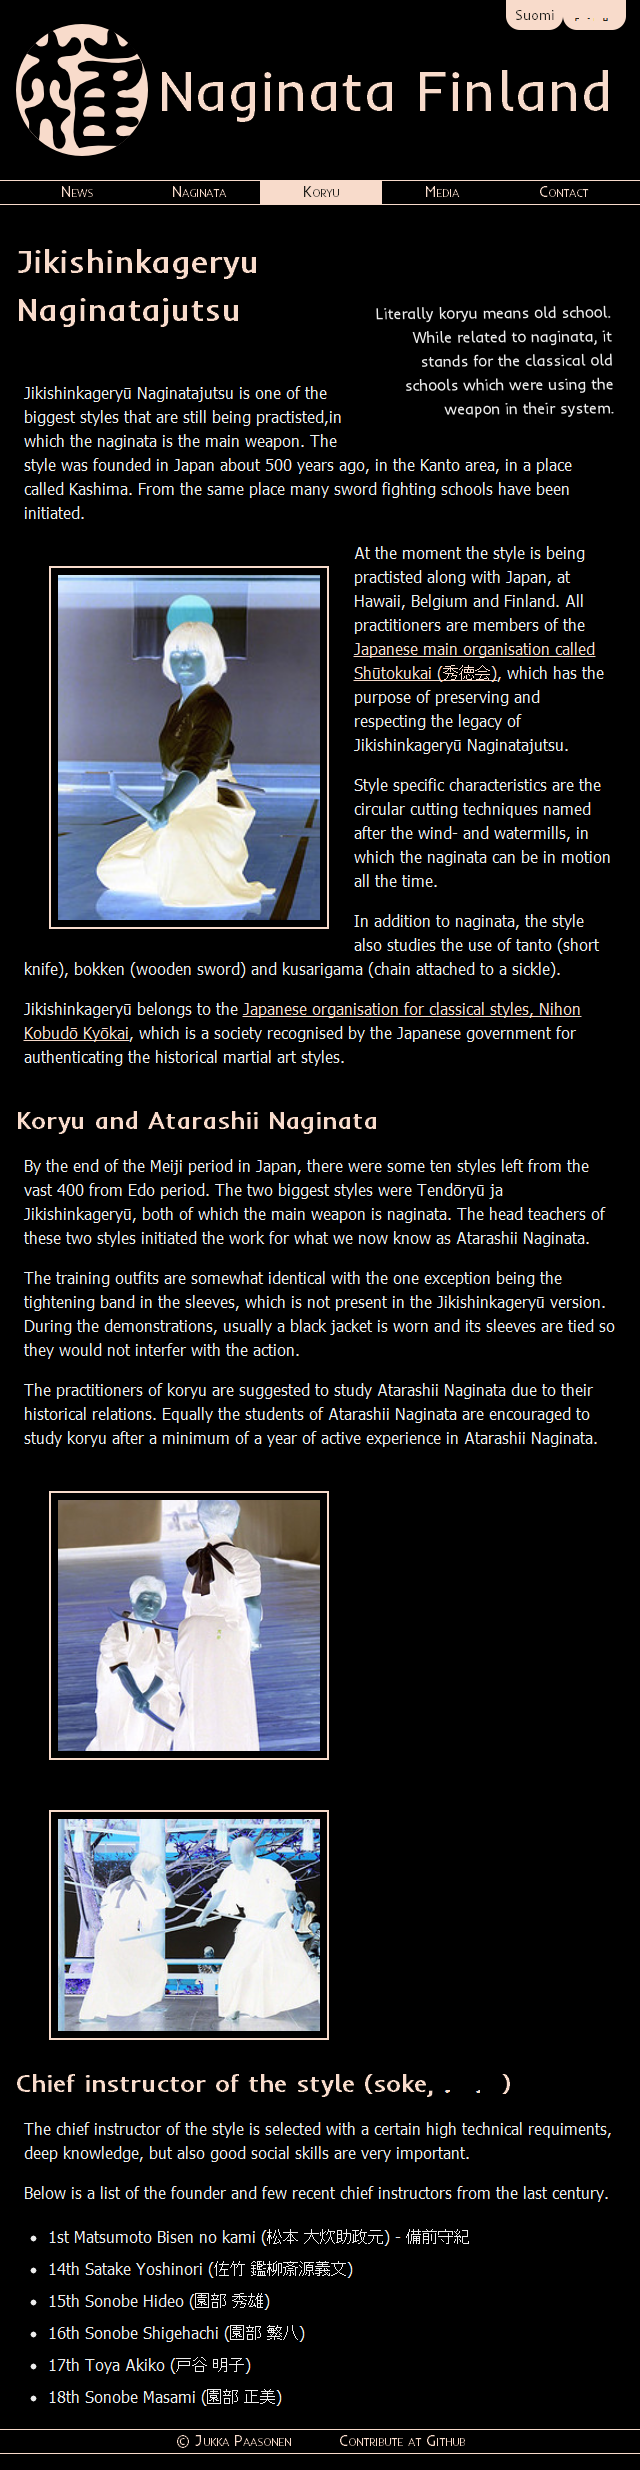 Suomi
Naginata Finland
News
Naginata
Koryu
Media
Contact
Jikishinkageryu
Naginatajutsu
Literally koryu means old school.
While related to naginata, it
stands for the classical old
schools which were using the
weapon in their system.
Jikishinkageryū Naginatajutsu is one of the
biggest styles that are still being practisted,in
which the naginata is the main weapon. The
style was founded in Japan about 500 years ago, in the Kanto area, in a place
called Kashima. From the same place many sword fighting schools have been
initiated.
At the moment the style is being
practisted along with Japan, at
Hawaii, Belgium and Finland. All
practitioners are members of the
Japanese main organisation called
Shūtokukai (秀徳会), which has the
purpose of preserving and
respecting the legacy of
Jikishinkageryū Naginatajutsu.
Style specific characteristics are the
circular cutting techniques named
after the wind- and watermills, in
which the naginata can be in motion
all the time.
In addition to naginata, the style
also studies the use of tanto (short
knife), bokken (wooden sword) and kusarigama (chain attached to a sickle).
Jikishinkageryū belongs to the Japanese organisation for classical styles, Nihon
Kobudō Kyōkai, which is a society recognised by the Japanese government for
authenticating the historical martial art styles.
Koryu and Atarashii Naginata
By the end of the Meiji period in Japan, there were some ten styles left from the
vast 400 from Edo period. The two biggest styles were Tendōryū ja
Jikishinkageryū, both of which the main weapon is naginata. The head teachers of
these two styles initiated the work for what we now know as Atarashii Naginata.
The training outfits are somewhat identical with the one exception being the
tightening band in the sleeves, which is not present in the Jikishinkageryū version.
During the demonstrations, usually a black jacket is worn and its sleeves are tied so
they would not interfer with the action.
The practitioners of koryu are suggested to study Atarashii Naginata due to their
historical relations. Equally the students of Atarashii Naginata are encouraged to
study koryu after a minimum of a year of active experience in Atarashii Naginata.
Chief instructor of the style (soke, )
The chief instructor of the style is selected with a certain high technical requiments,
deep knowledge, but also good social skills are very important.
Below is a list of the founder and few recent chief instructors from the last century.
• 1st Matsumoto Bisen no kami (松本 大炊助政元) - 備前守紀
• 14th Satake Yoshinori (佐竹 鑑柳斎源義文)
• 15th Sonobe Hideo (園部 秀雄)
• 16th Sonobe Shigehachi (園部 繁八)
• 17th Toya Akiko (戸谷 明子)
• 18th Sonobe Masami (園部 正美)
© Jukka Paasonen
Contribute at Github